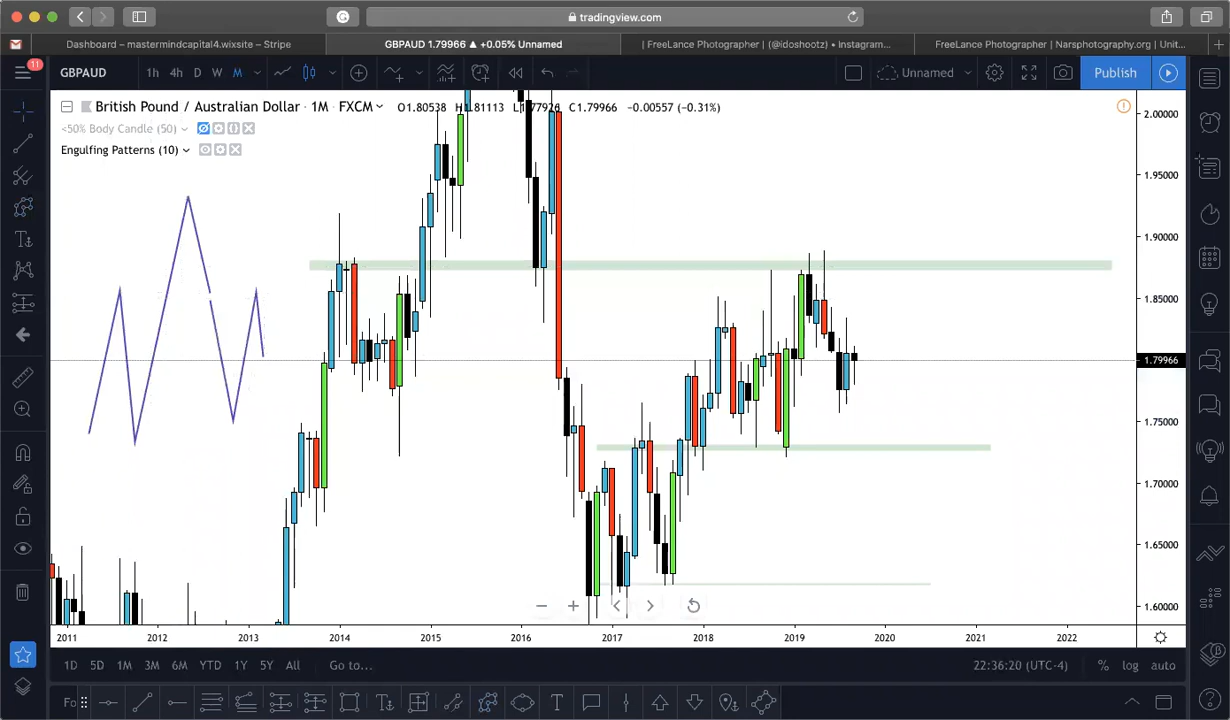 tradingview.com
Dashboard – mastermindcapital4.wixsite – Stripe
GBPAUD 1.79966 ▲ +0.05% Unnamed
| FreeLance Photographer | (@idoshootz) • Instagram...
FreeLance Photographer | Narsphotography.org | Unit...
11
GBPAUD
1h 4h D W M
Unnamed
Publish
British Pound / Australian Dollar · 1M · FXCM
O1.80538 H1.81113 L1.77926 C1.79966 −0.00557 (−0.31%)
<50% Body Candle (50)
Engulfing Patterns (10)
2.00000
1.95000
1.90000
1.85000
1.79966
1.75000
1.70000
1.65000
1.60000
2011 2012 2013 2014 2015 2016 2017 2018 2019 2020 2021 2022
1D 5D 1M 3M 6M YTD 1Y 5Y All Go to...
22:36:20 (UTC-4) % log auto
Fo